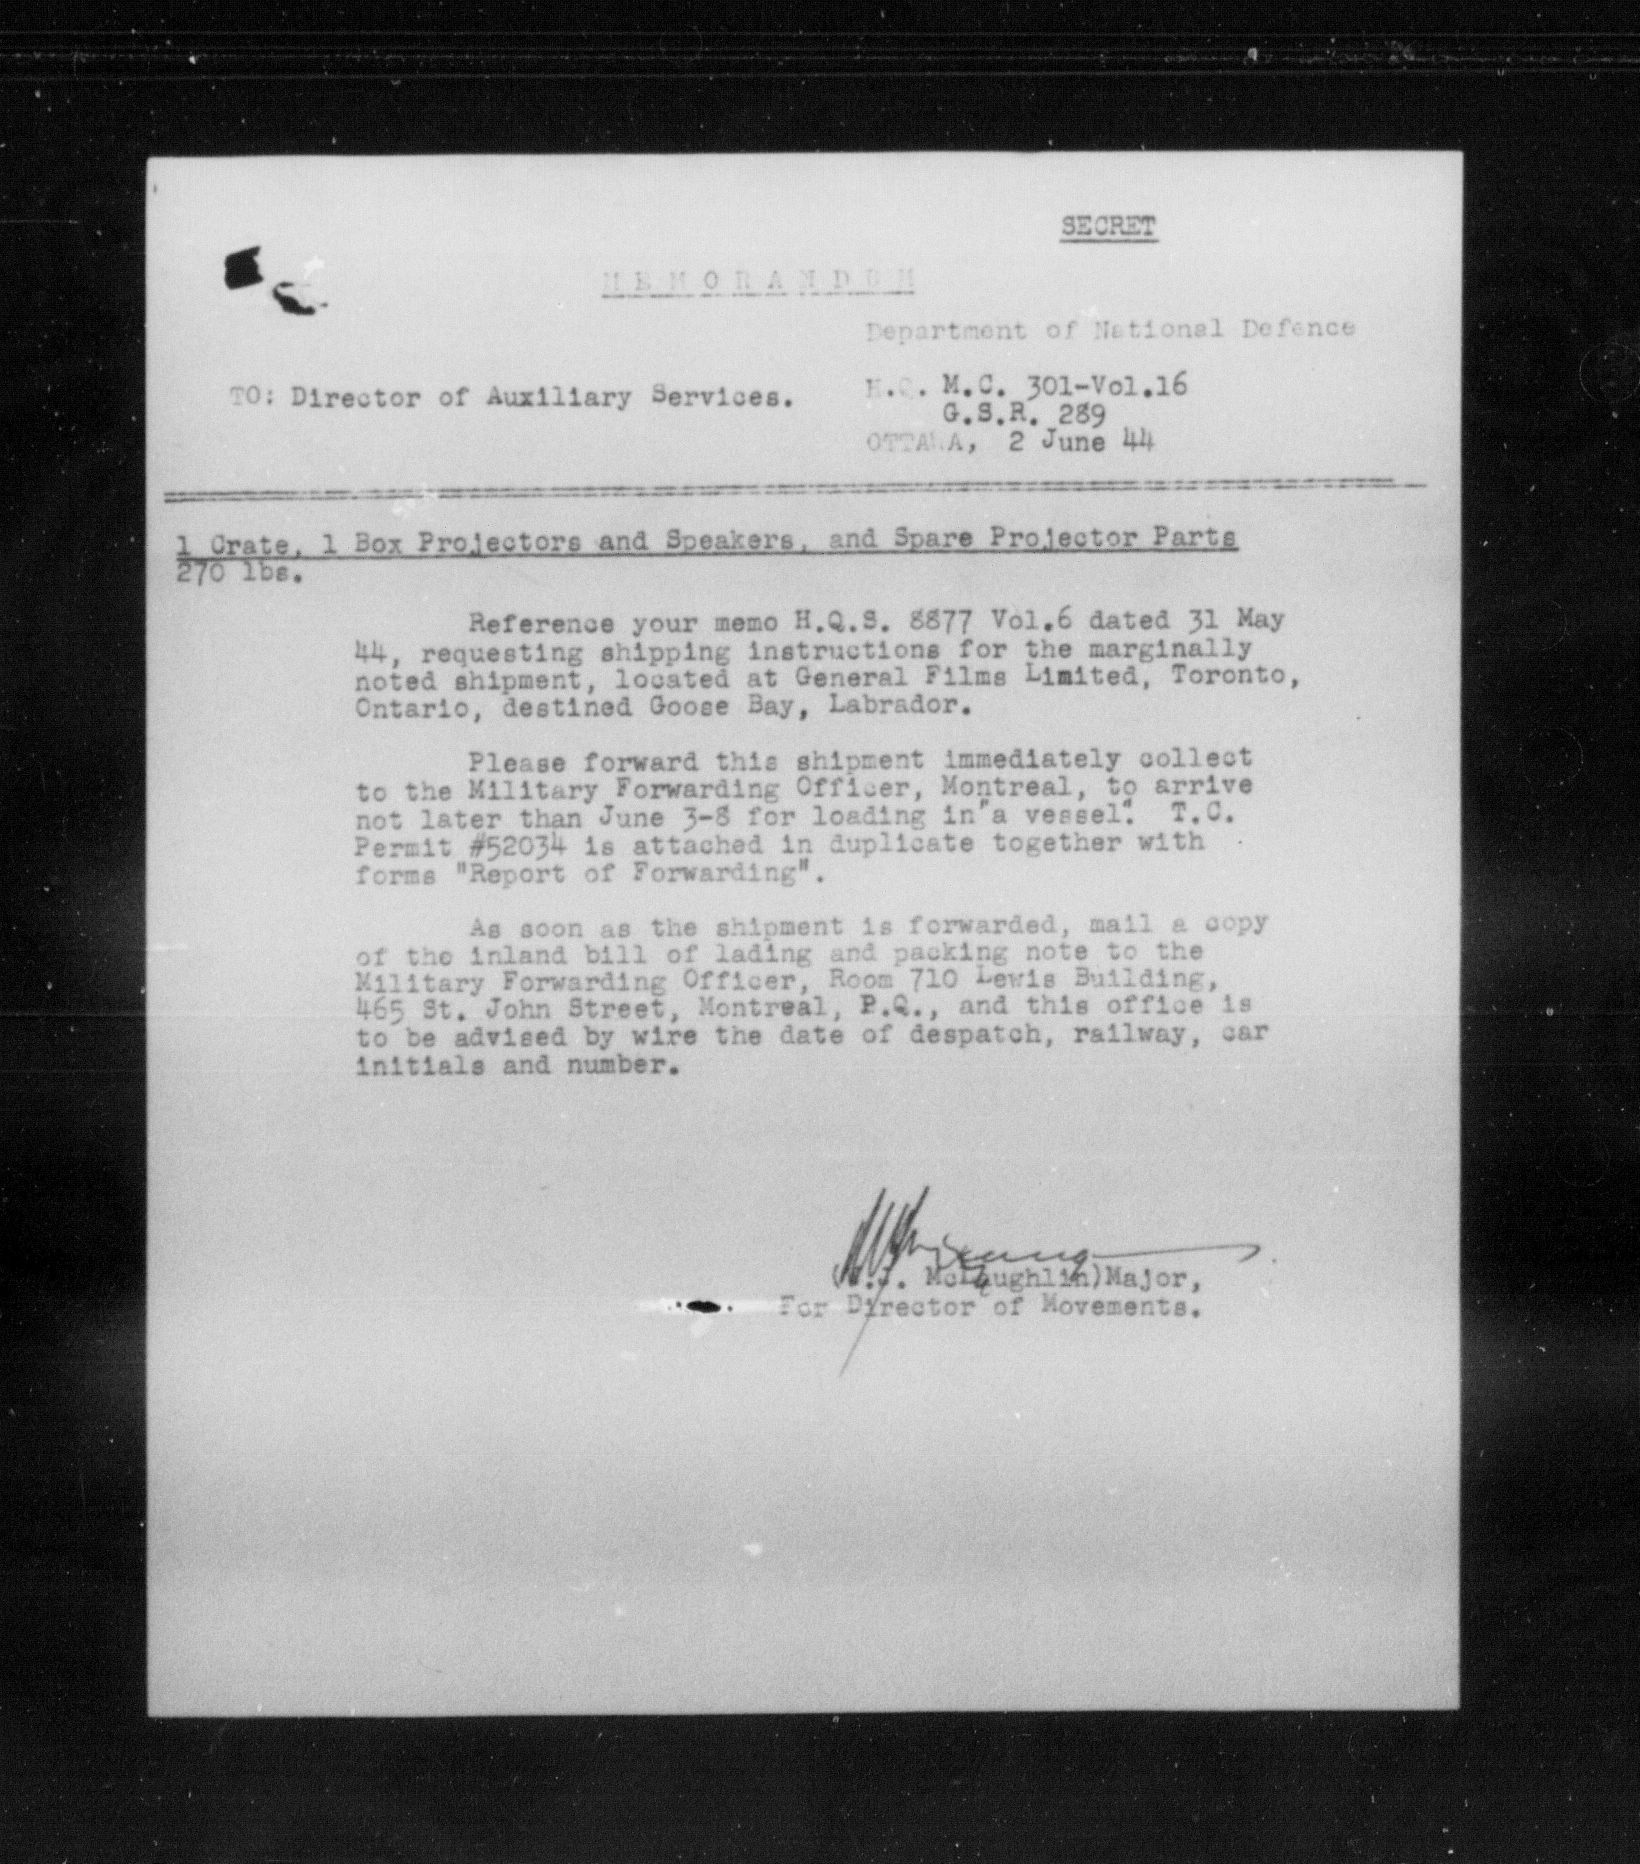 SECRET
MEMORANDUM
Department of National Defence
TO: Director of Auxiliary Services.
H.Q. M.C. 301-Vol.16
G.S.R. 289
OTTAWA, 2 June 44
1 Crate, 1 Box Projectors and Speakers, and Spare Projector Parts
270 lbs.
Reference your memo H.Q.S. 8877 Vol.6 dated 31 May
44, requesting shipping instructions for the marginally
noted shipment, located at General Films Limited, Toronto,
Ontario, destined Goose Bay, Labrador.
Please forward this shipment immediately collect
to the Military Forwarding Officer, Montreal, to arrive
not later than June 3-8 for loading in "a vessel". T.C.
Permit #52034 is attached in duplicate together with
forms "Report of Forwarding".
As soon as the shipment is forwarded, mail a copy
of the inland bill of lading and packing note to the
Military Forwarding Officer, Room 710 Lewis Building,
465 St. John Street, Montreal, P.Q., and this office is
to be advised by wire the date of despatch, railway, car
initials and number.
McLaughlin)Major,
For Director of Movements.